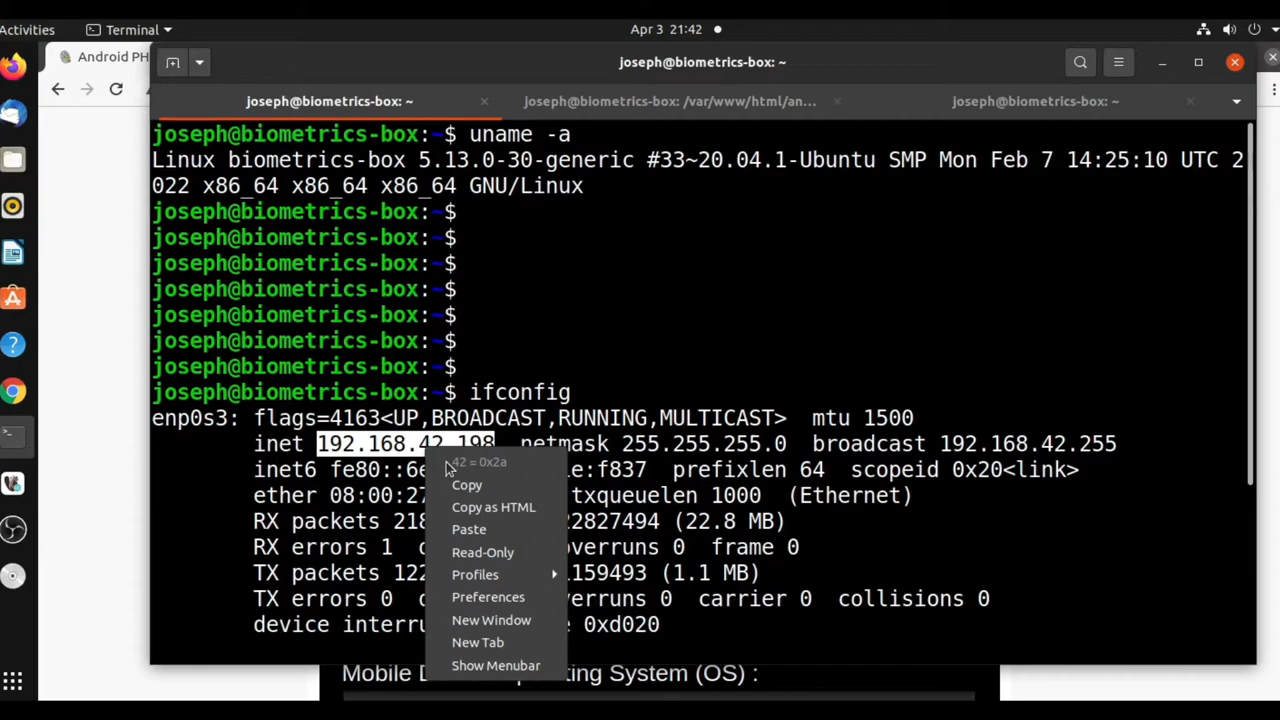 Activities
Terminal
Apr 3 21:42
Android PH
joseph@biometrics-box: ~
joseph@biometrics-box: ~
joseph@biometrics-box: /var/www/html/an...
joseph@biometrics-box: ~
joseph@biometrics-box:~$ uname -a
Linux biometrics-box 5.13.0-30-generic #33~20.04.1-Ubuntu SMP Mon Feb 7 14:25:10 UTC 2
022 x86_64 x86_64 x86_64 GNU/Linux
joseph@biometrics-box:~$
joseph@biometrics-box:~$
joseph@biometrics-box:~$
joseph@biometrics-box:~$
joseph@biometrics-box:~$
joseph@biometrics-box:~$
joseph@biometrics-box:~$
joseph@biometrics-box:~$ ifconfig
enp0s3: flags=4163<UP,BROADCAST,RUNNING,MULTICAST> mtu 1500
inet 192.168.42.198 netmask 255.255.255.0 broadcast 192.168.42.255
inet6 fe80::6e le:f837 prefixlen 64 scopeid 0x20<link>
ether 08:00:27 txqueuelen 1000 (Ethernet)
RX packets 218 22827494 (22.8 MB)
RX errors 1 d overruns 0 frame 0
TX packets 122 1159493 (1.1 MB)
TX errors 0 d overruns 0 carrier 0 collisions 0
device interru e 0xd020
42 = 0x2a
Copy
Copy as HTML
Paste
Read-Only
Profiles
Preferences
New Window
New Tab
Show Menubar
Mobile D ting System (OS) :